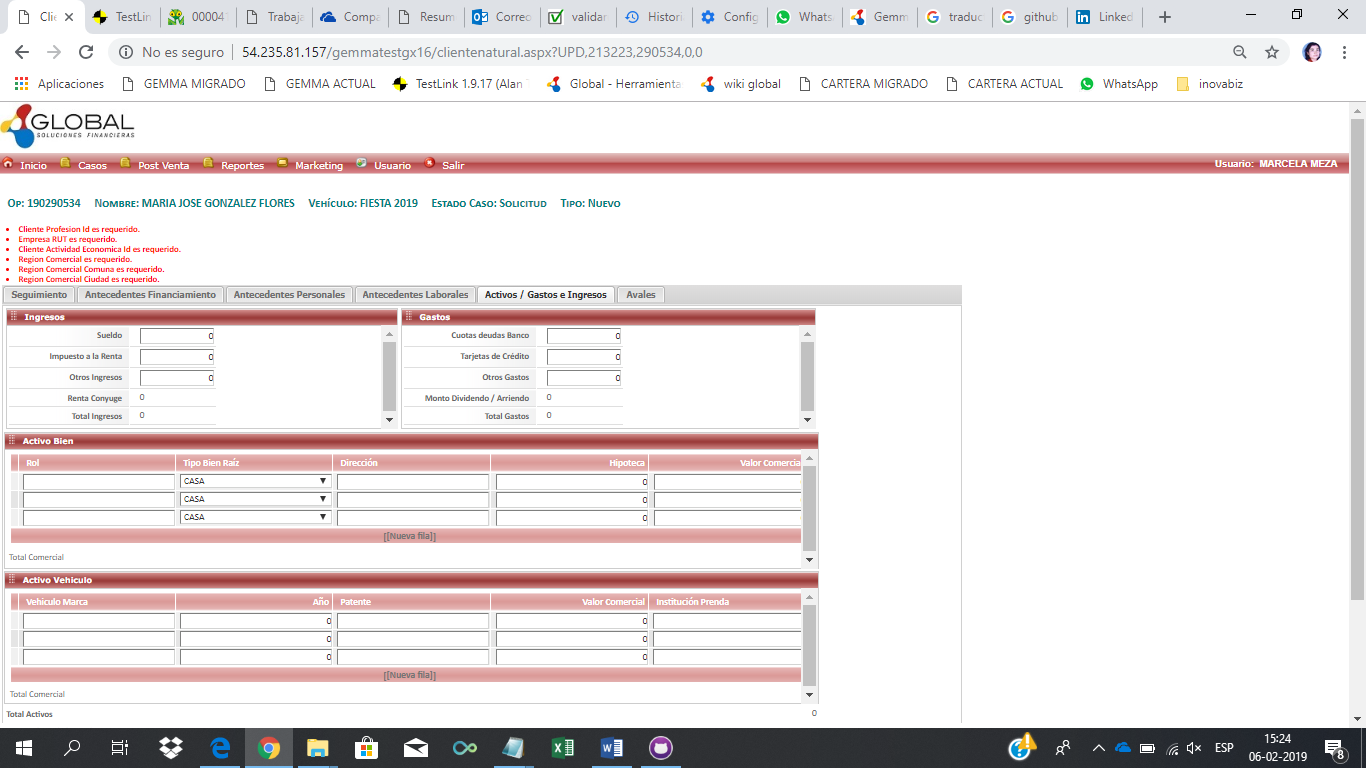 Clie
TestLin
00004
Trabaja
Compa
Resum
Correo
validar
Histori
Config
Whats
Gemm
traduc
github
Linked
No es seguro | 54.235.81.157/gemmatestgx16/clientenatural.aspx?UPD,213223,290534,0,0
Aplicaciones GEMMA MIGRADO GEMMA ACTUAL TestLink 1.9.17 (Alan Global - Herramienta wiki global CARTERA MIGRADO CARTERA ACTUAL WhatsApp inovabiz
GLOBAL
SOLUCIONES FINANCIERAS
Inicio Casos Post Venta Reportes Marketing Usuario Salir Usuario: MARCELA MEZA
Op: 190290534 Nombre: MARIA JOSE GONZALEZ FLORES Vehículo: FIESTA 2019 Estado Caso: Solicitud Tipo: Nuevo
Cliente Profesion Id es requerido.
Empresa RUT es requerido.
Cliente Actividad Economica Id es requerido.
Region Comercial es requerido.
Region Comercial Comuna es requerido.
Region Comercial Ciudad es requerido.
Seguimiento Antecedentes Financiamiento Antecedentes Personales Antecedentes Laborales Activos / Gastos e Ingresos Avales
Ingresos
Sueldo 0
Impuesto a la Renta 0
Otros Ingresos 0
Renta Conyuge 0
Total Ingresos 0
Gastos
Cuotas deudas Banco 0
Tarjetas de Crédito 0
Otros Gastos 0
Monto Dividendo / Arriendo 0
Total Gastos 0
Activo Bien
Rol Tipo Bien Raíz Dirección Hipoteca Valor Comercia
CASA 0
CASA 0
CASA 0
[[Nueva fila]]
Total Comercial
Activo Vehiculo
Vehiculo Marca Año Patente Valor Comercial Institución Prenda
0 0
0 0
0 0
[[Nueva fila]]
Total Comercial
Total Activos 0
ESP
15:24
06-02-2019
8